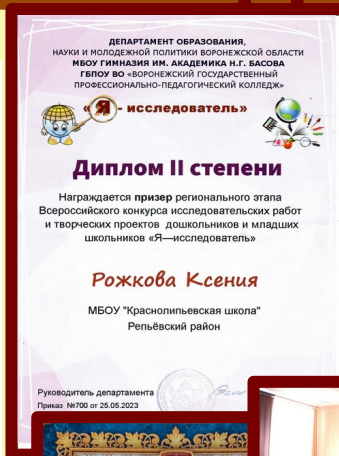 ДЕПАРТАМЕНТ ОБРАЗОВАНИЯ,
НАУКИ И МОЛОДЕЖНОЙ ПОЛИТИКИ ВОРОНЕЖСКОЙ ОБЛАСТИ
МБОУ ГИМНАЗИЯ ИМ. АКАДЕМИКА Н.Г. БАСОВА
ГБПОУ ВО «ВОРОНЕЖСКИЙ ГОСУДАРСТВЕННЫЙ
ПРОФЕССИОНАЛЬНО-ПЕДАГОГИЧЕСКИЙ КОЛЛЕДЖ»
«Я - исследователь»
Диплом II степени
Награждается призер регионального этапа
Всероссийского конкурса исследовательских работ
и творческих проектов дошкольников и младших
школьников «Я—исследователь»
Рожкова Ксения
МБОУ "Краснолипьевская школа"
Репьёвский район
Руководитель департамента
Приказ №700 от 25.05.2023